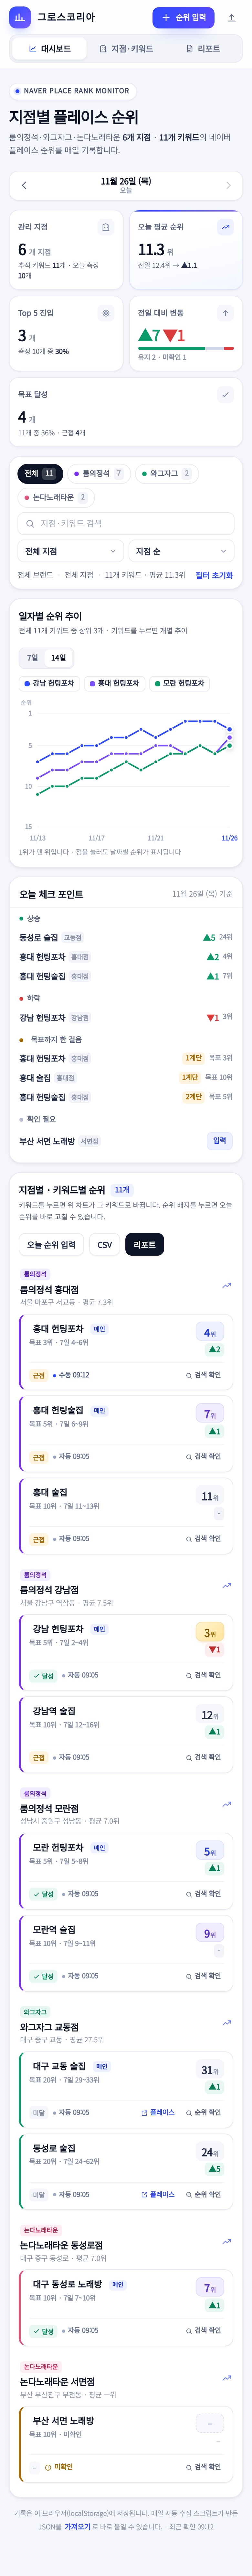 그로스코리아
+ 순위 입력
대시보드
지점·키워드
리포트
NAVER PLACE RANK MONITOR
지점별 플레이스 순위
룸의정석·와그자그·논다노래타운 6개 지점 · 11개 키워드의 네이버
플레이스 순위를 매일 기록합니다.
11월 26일 (목)
오늘
관리 지점
6 개 지점
추적 키워드 11개 · 오늘 측정
10개
오늘 평균 순위
11.3 위
전일 12.4위 → ▲1.1
Top 5 진입
3 개
측정 10개 중 30%
전일 대비 변동
▲7 ▼1
유지 2 · 미확인 1
목표 달성
4 개
11개 중 36% · 근접 4개
전체 11
룸의정석 7
와그자그 2
논다노래타운 2
지점·키워드 검색
전체 지점
지점 순
전체 브랜드 · 전체 지점 · 11개 키워드 · 평균 11.3위
필터 초기화
일자별 순위 추이
전체 11개 키워드 중 상위 3개 · 키워드를 누르면 개별 추이
7일
14일
강남 헌팅포차
홍대 헌팅포차
모란 헌팅포차
순위
1
5
10
15
11/13
11/17
11/21
11/26
1위가 맨 위입니다 · 점을 눌러도 날짜별 순위가 표시됩니다
오늘 체크 포인트
11월 26일 (목) 기준
상승
동성로 술집 교동점 ▲5 24위
홍대 헌팅포차 홍대점 ▲2 4위
홍대 헌팅술집 홍대점 ▲1 7위
하락
강남 헌팅포차 강남점 ▼1 3위
목표까지 한 걸음
홍대 헌팅포차 홍대점 1계단 목표 3위
홍대 술집 홍대점 1계단 목표 10위
홍대 헌팅술집 홍대점 2계단 목표 5위
확인 필요
부산 서면 노래방 서면점 입력
지점별 · 키워드별 순위 11개
키워드를 누르면 위 차트가 그 키워드로 바뀝니다. 순위 배지를 누르면 오늘
순위를 바로 고칠 수 있습니다.
오늘 순위 입력
CSV
리포트
룸의정석
룸의정석 홍대점
서울 마포구 서교동 · 평균 7.3위
홍대 헌팅포차 메인 4위
목표 3위 · 7일 4~6위 ▲2
근접 수동 09:12 검색 확인
홍대 헌팅술집 메인 7위
목표 5위 · 7일 6~9위 ▲1
근접 자동 09:05 검색 확인
홍대 술집 11위
목표 10위 · 7일 11~13위 -
근접 자동 09:05 검색 확인
룸의정석
룸의정석 강남점
서울 강남구 역삼동 · 평균 7.5위
강남 헌팅포차 메인 3위
목표 5위 · 7일 2~4위 ▼1
달성 자동 09:05 검색 확인
강남역 술집 12위
목표 10위 · 7일 12~16위 ▲1
근접 자동 09:05 검색 확인
룸의정석
룸의정석 모란점
성남시 중원구 성남동 · 평균 7.0위
모란 헌팅포차 메인 5위
목표 5위 · 7일 5~8위 ▲1
달성 자동 09:05 검색 확인
모란역 술집 9위
목표 10위 · 7일 9~11위 -
달성 자동 09:05 검색 확인
와그자그
와그자그 교동점
대구 중구 교동 · 평균 27.5위
대구 교동 술집 메인 31위
목표 20위 · 7일 29~33위 ▲1
미달 자동 09:05 플레이스 순위 확인
동성로 술집 24위
목표 20위 · 7일 24~62위 ▲5
미달 자동 09:05 플레이스 순위 확인
논다노래타운
논다노래타운 동성로점
대구 중구 동성로 · 평균 7.0위
대구 동성로 노래방 메인 7위
목표 10위 · 7일 7~10위 ▲1
달성 자동 09:05 검색 확인
논다노래타운
논다노래타운 서면점
부산 부산진구 부전동 · 평균 —위
부산 서면 노래방 –
목표 10위 · 미확인 –
- 미확인 검색 확인
기록은 이 브라우저(localStorage)에 저장됩니다. 매일 자동 수집 스크립트가 만든
JSON을 가져오기 로 바로 붙일 수 있습니다. · 최근 확인 09:12